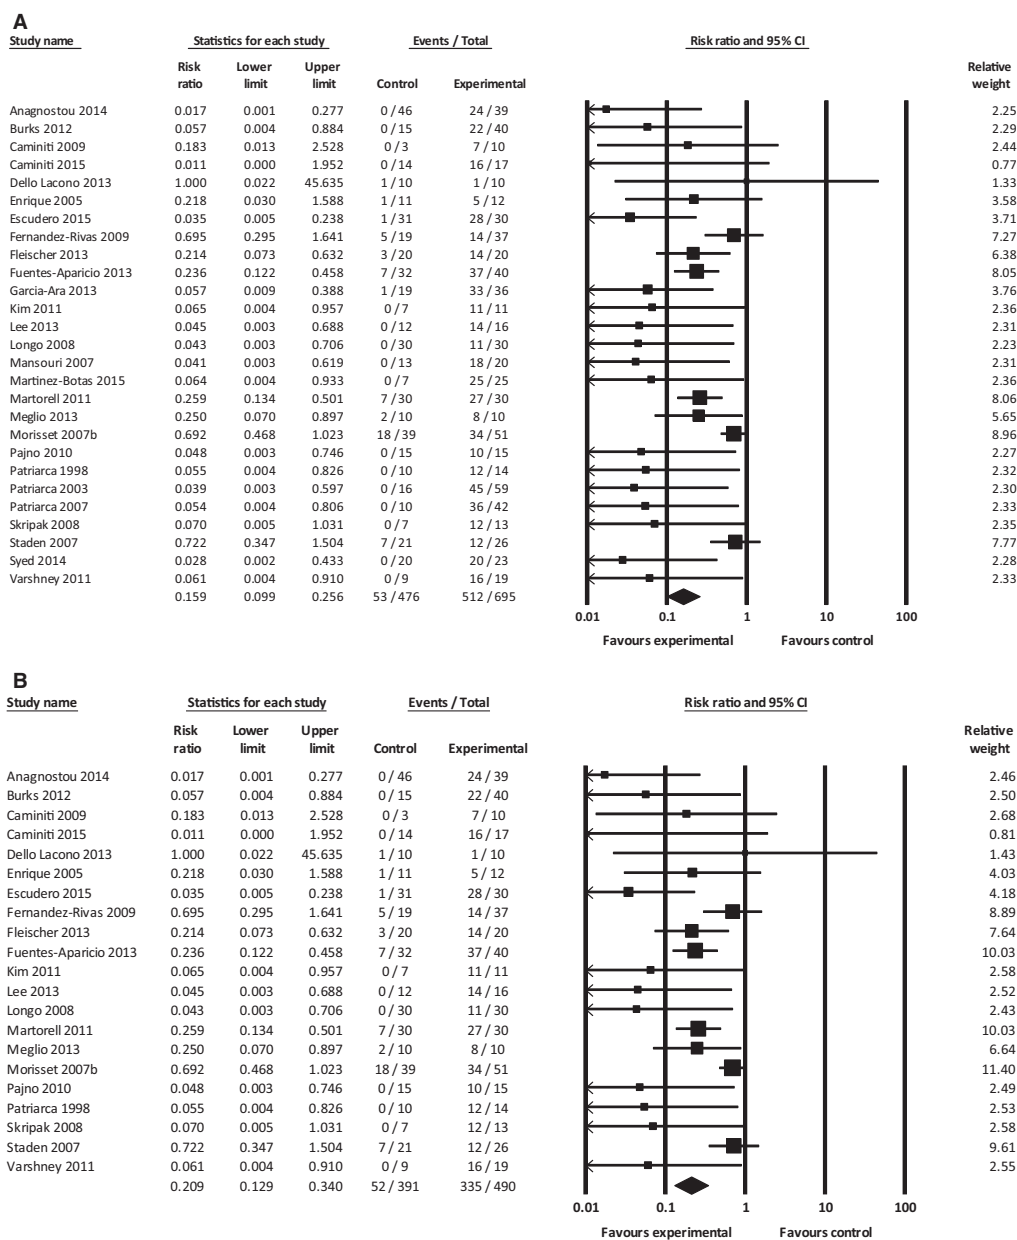 A
Study name Statistics for each study Events / Total Risk ratio and 95% CI
Risk Lower Upper Relative
ratio limit limit Control Experimental weight
Anagnostou 2014 0.017 0.001 0.277 0 / 46 24 / 39 2.25
Burks 2012 0.057 0.004 0.884 0 / 15 22 / 40 2.29
Caminiti 2009 0.183 0.013 2.528 0 / 3 7 / 10 2.44
Caminiti 2015 0.011 0.000 1.952 0 / 14 16 / 17 0.77
Dello Lacono 2013 1.000 0.022 45.635 1 / 10 1 / 10 1.33
Enrique 2005 0.218 0.030 1.588 1 / 11 5 / 12 3.58
Escudero 2015 0.035 0.005 0.238 1 / 31 28 / 30 3.71
Fernandez-Rivas 2009 0.695 0.295 1.641 5 / 19 14 / 37 7.27
Fleischer 2013 0.214 0.073 0.632 3 / 20 14 / 20 6.38
Fuentes-Aparicio 2013 0.236 0.122 0.458 7 / 32 37 / 40 8.05
Garcia-Ara 2013 0.057 0.009 0.388 1 / 19 33 / 36 3.76
Kim 2011 0.065 0.004 0.957 0 / 7 11 / 11 2.36
Lee 2013 0.045 0.003 0.688 0 / 12 14 / 16 2.31
Longo 2008 0.043 0.003 0.706 0 / 30 11 / 30 2.23
Mansouri 2007 0.041 0.003 0.619 0 / 13 18 / 20 2.31
Martinez-Botas 2015 0.064 0.004 0.933 0 / 7 25 / 25 2.36
Martorell 2011 0.259 0.134 0.501 7 / 30 27 / 30 8.06
Meglio 2013 0.250 0.070 0.897 2 / 10 8 / 10 5.65
Morisset 2007b 0.692 0.468 1.023 18 / 39 34 / 51 8.96
Pajno 2010 0.048 0.003 0.746 0 / 15 10 / 15 2.27
Patriarca 1998 0.055 0.004 0.826 0 / 10 12 / 14 2.32
Patriarca 2003 0.039 0.003 0.597 0 / 16 45 / 59 2.30
Patriarca 2007 0.054 0.004 0.806 0 / 10 36 / 42 2.33
Skripak 2008 0.070 0.005 1.031 0 / 7 12 / 13 2.35
Staden 2007 0.722 0.347 1.504 7 / 21 12 / 26 7.77
Syed 2014 0.028 0.002 0.433 0 / 20 20 / 23 2.28
Varshney 2011 0.061 0.004 0.910 0 / 9 16 / 19 2.33
0.159 0.099 0.256 53 / 476 512 / 695
0.01 0.1 1 10 100
Favours experimental Favours control
B
Study name Statistics for each study Events / Total Risk ratio and 95% CI
Risk Lower Upper Relative
ratio limit limit Control Experimental weight
Anagnostou 2014 0.017 0.001 0.277 0 / 46 24 / 39 2.46
Burks 2012 0.057 0.004 0.884 0 / 15 22 / 40 2.50
Caminiti 2009 0.183 0.013 2.528 0 / 3 7 / 10 2.68
Caminiti 2015 0.011 0.000 1.952 0 / 14 16 / 17 0.81
Dello Lacono 2013 1.000 0.022 45.635 1 / 10 1 / 10 1.43
Enrique 2005 0.218 0.030 1.588 1 / 11 5 / 12 4.03
Escudero 2015 0.035 0.005 0.238 1 / 31 28 / 30 4.18
Fernandez-Rivas 2009 0.695 0.295 1.641 5 / 19 14 / 37 8.89
Fleischer 2013 0.214 0.073 0.632 3 / 20 14 / 20 7.64
Fuentes-Aparicio 2013 0.236 0.122 0.458 7 / 32 37 / 40 10.03
Kim 2011 0.065 0.004 0.957 0 / 7 11 / 11 2.58
Lee 2013 0.045 0.003 0.688 0 / 12 14 / 16 2.52
Longo 2008 0.043 0.003 0.706 0 / 30 11 / 30 2.43
Martorell 2011 0.259 0.134 0.501 7 / 30 27 / 30 10.03
Meglio 2013 0.250 0.070 0.897 2 / 10 8 / 10 6.64
Morisset 2007b 0.692 0.468 1.023 18 / 39 34 / 51 11.40
Pajno 2010 0.048 0.003 0.746 0 / 15 10 / 15 2.49
Patriarca 1998 0.055 0.004 0.826 0 / 10 12 / 14 2.53
Skripak 2008 0.070 0.005 1.031 0 / 7 12 / 13 2.58
Staden 2007 0.722 0.347 1.504 7 / 21 12 / 26 9.61
Varshney 2011 0.061 0.004 0.910 0 / 9 16 / 19 2.55
0.209 0.129 0.340 52 / 391 335 / 490
0.01 0.1 1 10 100
Favours experimental Favours control